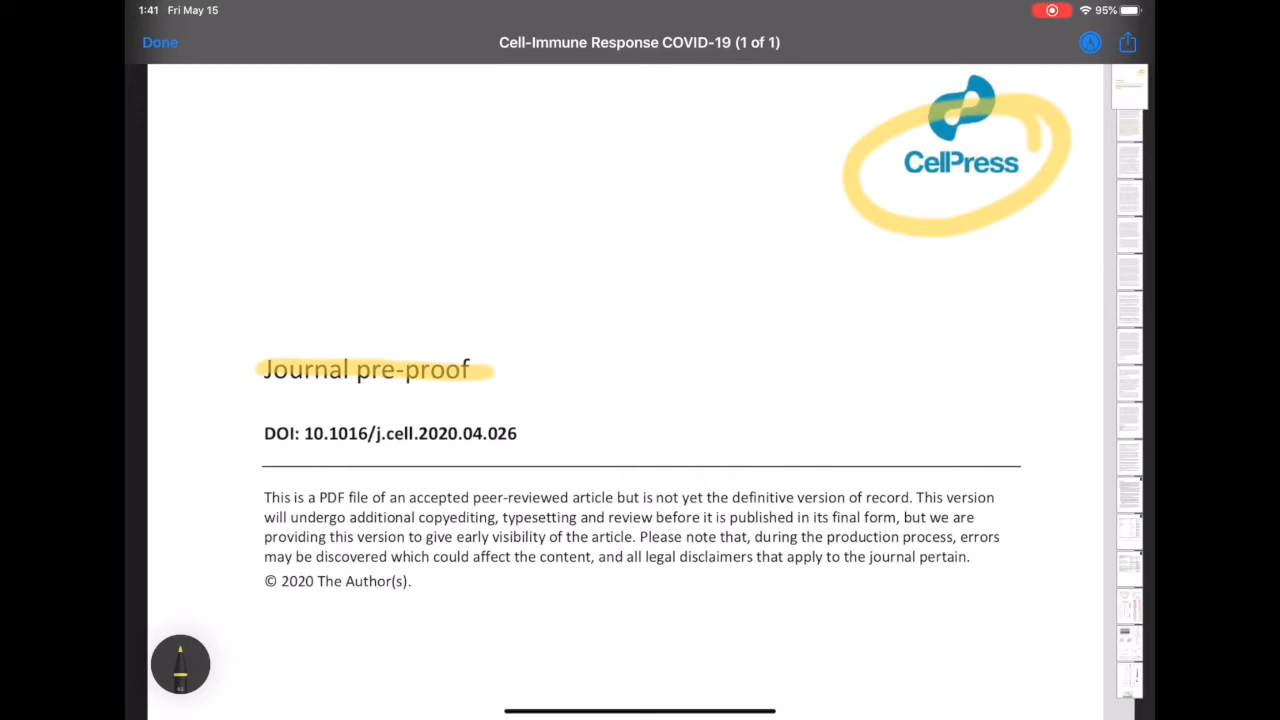 1:41 Fri May 15
95%
Done
Cell-Immune Response COVID-19 (1 of 1)
CellPress
Journal pre-proof
DOI: 10.1016/j.cell.2020.04.026
This is a PDF file of an accepted peer-reviewed article but is not yet the definitive version of record. This version
will undergo additional copyediting, typesetting and review before it is published in its final form, but we are
providing this version to give early visibility of the article. Please note that, during the production process, errors
may be discovered which could affect the content, and all legal disclaimers that apply to the journal pertain.
© 2020 The Author(s).